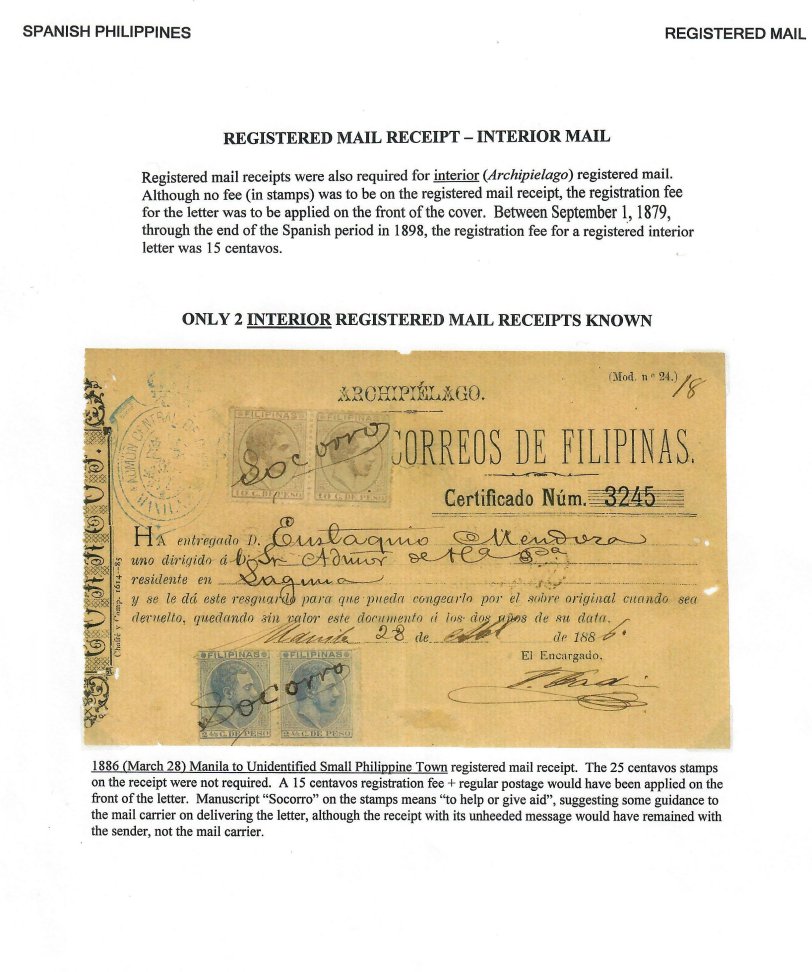 SPANISH PHILIPPINES
REGISTERED MAIL
REGISTERED MAIL RECEIPT – INTERIOR MAIL
Registered mail receipts were also required for interior (Archipielago) registered mail.
Although no fee (in stamps) was to be on the registered mail receipt, the registration fee
for the letter was to be applied on the front of the cover. Between September 1, 1879,
through the end of the Spanish period in 1898, the registration fee for a registered interior
letter was 15 centavos.
ONLY 2 INTERIOR REGISTERED MAIL RECEIPTS KNOWN
(Mod. nº 24.) 18
ARCHIPIÉLAGO.
FILIPINAS FILIPINAS
Socorro
10 C. DE PESO 10 C. DE PESO
CORREOS DE FILIPINAS.
Certificado Núm. 3245
HA entregado D. Eustaquio Mendoza
uno dirigido á Sr Admor de
residente en
y se le dá este resguardo para que pueda congearlo por el sobre original cuando sea
devuelto, quedando sin valor este documento á los dos años de su data.
Manila 28 de de 1886.
El Encargado,
FILIPINAS FILIPINAS
Socorro
2 4/8 C. DE PESO 2 4/8 C. DE PESO
Chofré y Comp. 1614—85
1886 (March 28) Manila to Unidentified Small Philippine Town registered mail receipt. The 25 centavos stamps
on the receipt were not required. A 15 centavos registration fee + regular postage would have been applied on the
front of the letter. Manuscript “Socorro” on the stamps means “to help or give aid”, suggesting some guidance to
the mail carrier on delivering the letter, although the receipt with its unheeded message would have remained with
the sender, not the mail carrier.